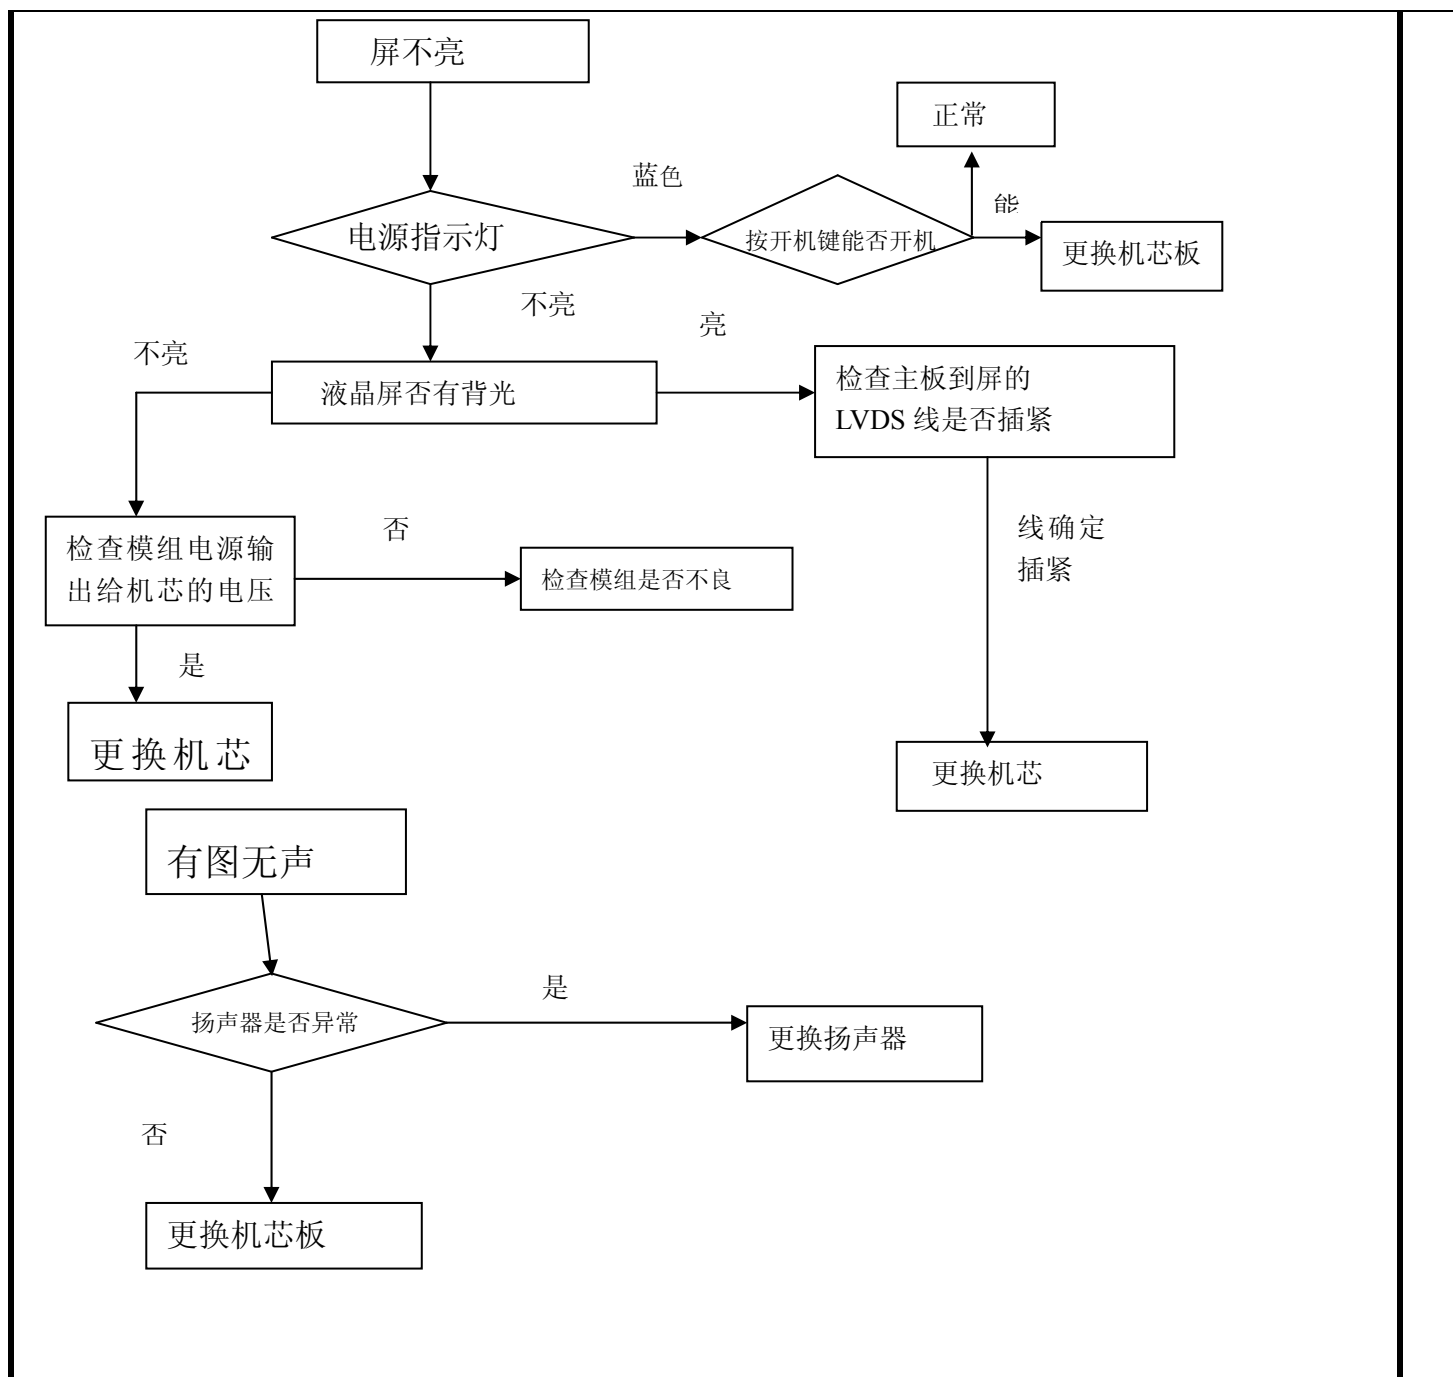 屏不亮
正常
蓝色
能
电源指示灯
按开机键能否开机
更换机芯板
不亮
亮
不亮
液晶屏否有背光
检查主板到屏的
LVDS 线是否插紧
否
线确定
插紧
检查模组电源输
出给机芯的电压
检查模组是否不良
是
更换机芯
更换机芯
有图无声
是
扬声器是否异常
更换扬声器
否
更换机芯板